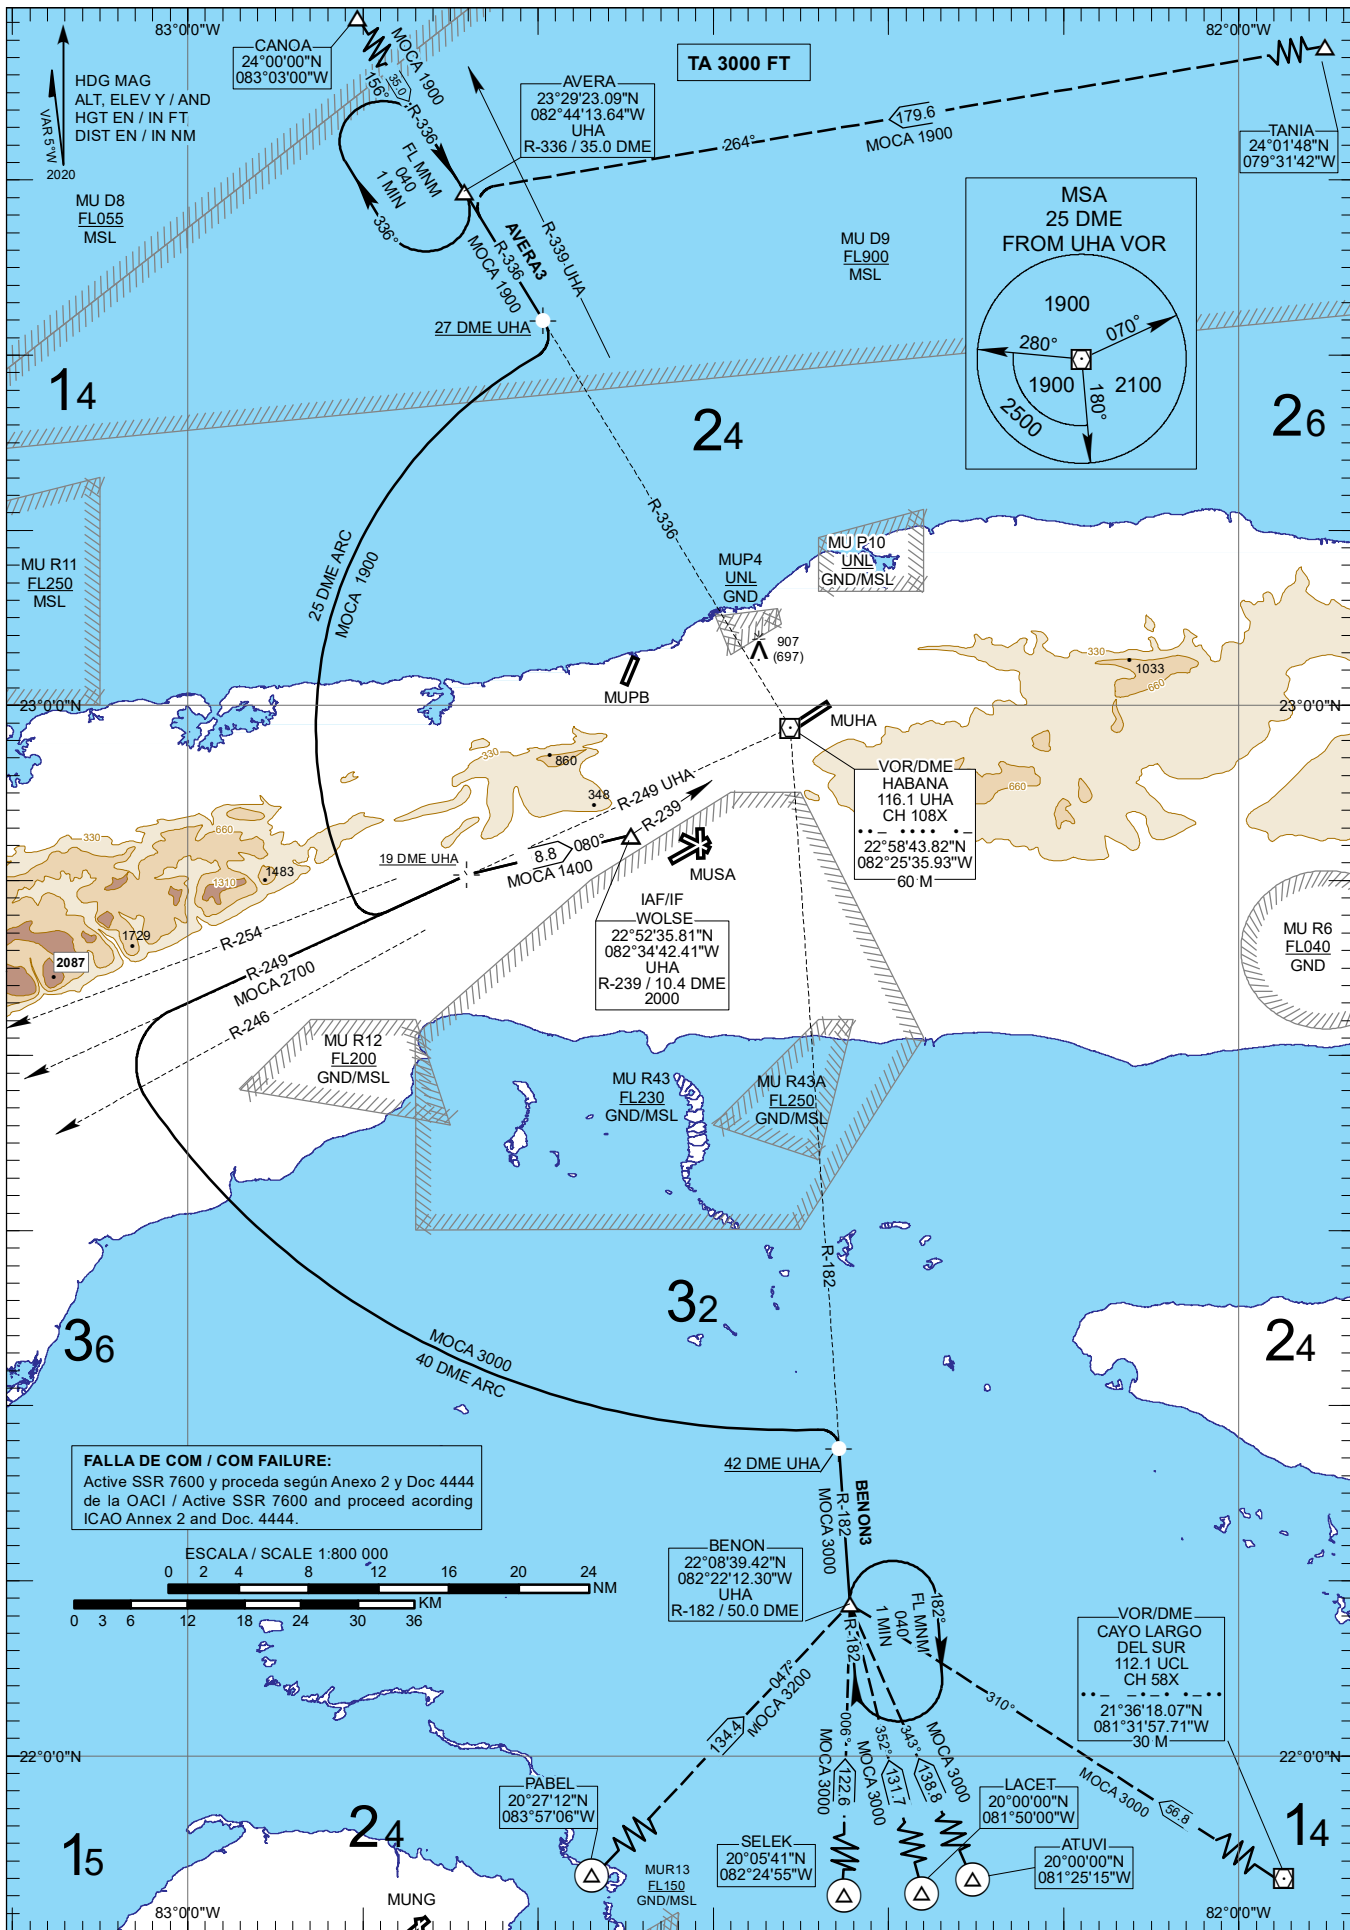 83°0'0"W
82°0'0"W
CANOA
24°00'00"N
083°03'00"W
HDG MAG
ALT, ELEV Y / AND
HGT EN / IN FT
DIST EN / IN NM
VAR 5°W
2020
MOCA 1900
35.0
156°
R-336
TA 3000 FT
AVERA
23°29'23.09"N
082°44'13.64"W
UHA
R-336 / 35.0 DME
179.6
264°
MOCA 1900
TANIA
24°01'48"N
079°31'42"W
MU D8
FL055
MSL
FL MNM
040
1 MIN
336°
AVERA3
R-336
MOCA 1900
R-339 UHA
27 DME UHA
MU D9
FL900
MSL
MSA
25 DME
FROM UHA VOR
1900
280°
070°
1900
2100
180°
2500
14
24
26
R-336
25 DME ARC
MOCA 1900
MU R11
FL250
MSL
MUP4
UNL
GND
MU P10
UNL
GND/MSL
907
(697)
330
1033
660
MUPB
23°0'0"N
23°0'0"N
MUHA
330
860
348
VOR/DME
HABANA
116.1 UHA
CH 108X
22°58'43.82"N
082°25'35.93"W
60 M
660
R-249 UHA
R-239
330
660
1310
1483
19 DME UHA
8.8
080°
MOCA 1400
MUSA
1729
2087
R-254
R-249
MOCA 2700
R-246
IAF/IF
WOLSE
22°52'35.81"N
082°34'42.41"W
UHA
R-239 / 10.4 DME
2000
MU R6
FL040
GND
MU R12
FL200
GND/MSL
MU R43
FL230
GND/MSL
MU R43A
FL250
GND/MSL
R-182
36
32
24
MOCA 3000
40 DME ARC
42 DME UHA
FALLA DE COM / COM FAILURE:
Active SSR 7600 y proceda según Anexo 2 y Doc 4444
de la OACI / Active SSR 7600 and proceed acording
ICAO Annex 2 and Doc. 4444.
ESCALA / SCALE 1:800 000
0 2 4 8 12 16 20 24 NM
KM
0 3 6 12 18 24 30 36
BENON3
R-182
MOCA 3000
BENON
22°08'39.42"N
082°22'12.30"W
UHA
R-182 / 50.0 DME
182°
FL MNM
040
1 MIN
R-182
VOR/DME
CAYO LARGO
DEL SUR
112.1 UCL
CH 58X
21°36'18.07"N
081°31'57.71"W
30 M
047°
134.4
MOCA 3200
006°
122.6
MOCA 3000
352°
131.7
MOCA 3000
343°
138.8
MOCA 3000
310°
MOCA 3000
56.8
22°0'0"N
22°0'0"N
PABEL
20°27'12"N
083°57'06"W
LACET
20°00'00"N
081°50'00"W
SELEK
20°05'41"N
082°24'55"W
ATUVI
20°00'00"N
081°25'15"W
15
24
14
MUR13
FL150
GND/MSL
MUNG
83°0'0"W
82°0'0"W